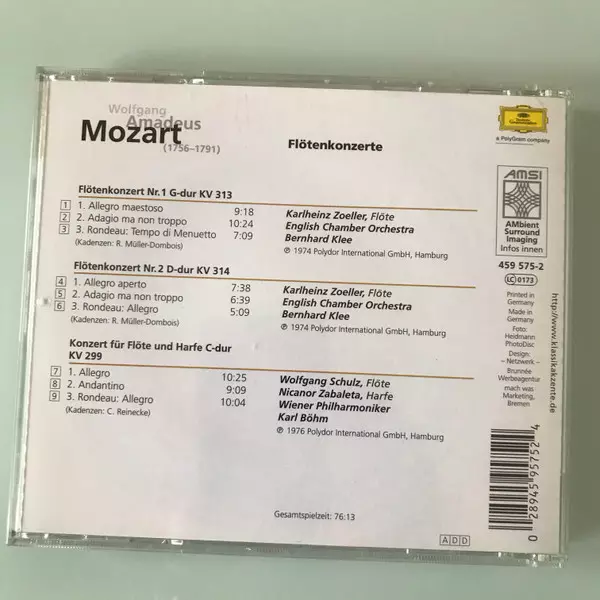 Wolfgang
Amadeus
Mozart
(1756–1791)
Flötenkonzerte
Deutsche
Grammophon
a PolyGram company
Flötenkonzert Nr.1 G-dur KV 313
1 1. Allegro maestoso 9:18
2 2. Adagio ma non troppo 10:24
3 3. Rondeau: Tempo di Menuetto 7:09
(Kadenzen: R. Müller-Dombois)
Karlheinz Zoeller, Flöte
English Chamber Orchestra
Bernhard Klee
℗ 1974 Polydor International GmbH, Hamburg
Flötenkonzert Nr.2 D-dur KV 314
4 1. Allegro aperto 7:38
5 2. Adagio ma non troppo 6:39
6 3. Rondeau: Allegro 5:09
(Kadenzen: R. Müller-Dombois)
Karlheinz Zoeller, Flöte
English Chamber Orchestra
Bernhard Klee
℗ 1974 Polydor International GmbH, Hamburg
Konzert für Flöte und Harfe C-dur
KV 299
7 1. Allegro 10:25
8 2. Andantino 9:09
9 3. Rondeau: Allegro 10:04
(Kadenzen: C. Reinecke)
Wolfgang Schulz, Flöte
Nicanor Zabaleta, Harfe
Wiener Philharmoniker
Karl Böhm
℗ 1976 Polydor International GmbH, Hamburg
Gesamtspielzeit: 76:13
ADD
AMSI
AMbient
Surround
Imaging
Infos innen
459 575-2
LC 0173
Printed in
Germany
Made in
Germany
Foto:
Heidmann
PhotoDisc
Design:
– Netzwerk –
Brunnée
Werbeagentur
mach was
Marketing,
Bremen
http://www.klassikakzente.de
0 28945 95752 4